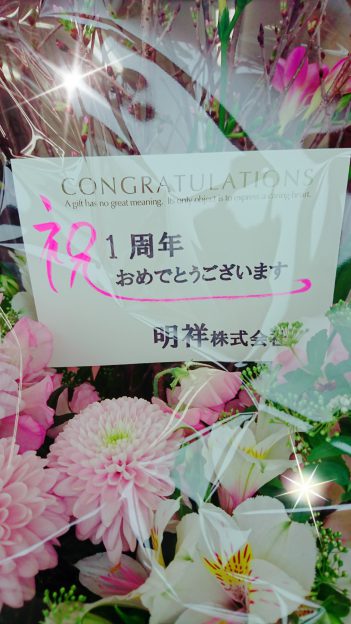 CONGRATULATIONS
A gift has no great meaning. Its only object is to express a caring heart.
祝
1周年
おめでとうございます
明祥株式会社